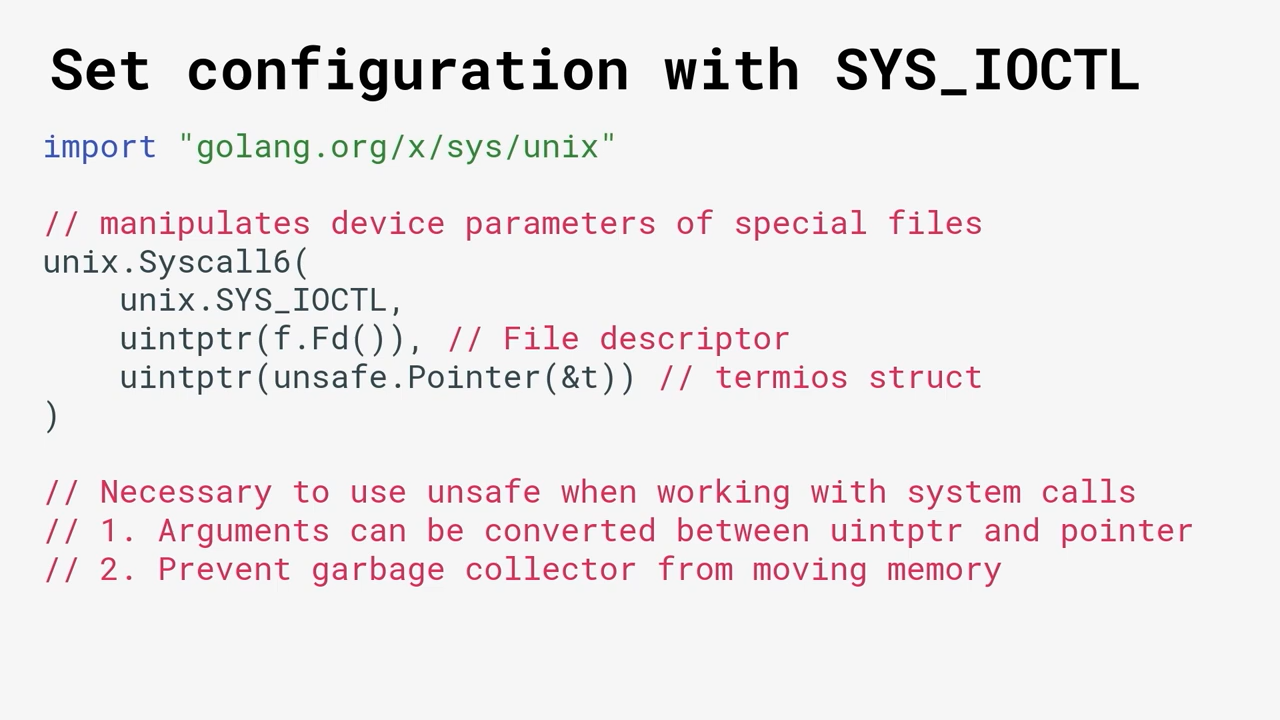 Set configuration with SYS_IOCTL
import "golang.org/x/sys/unix"
// manipulates device parameters of special files
unix.Syscall6(
    unix.SYS_IOCTL,
    uintptr(f.Fd()), // File descriptor
    uintptr(unsafe.Pointer(&t)) // termios struct
)
// Necessary to use unsafe when working with system calls
// 1. Arguments can be converted between uintptr and pointer
// 2. Prevent garbage collector from moving memory